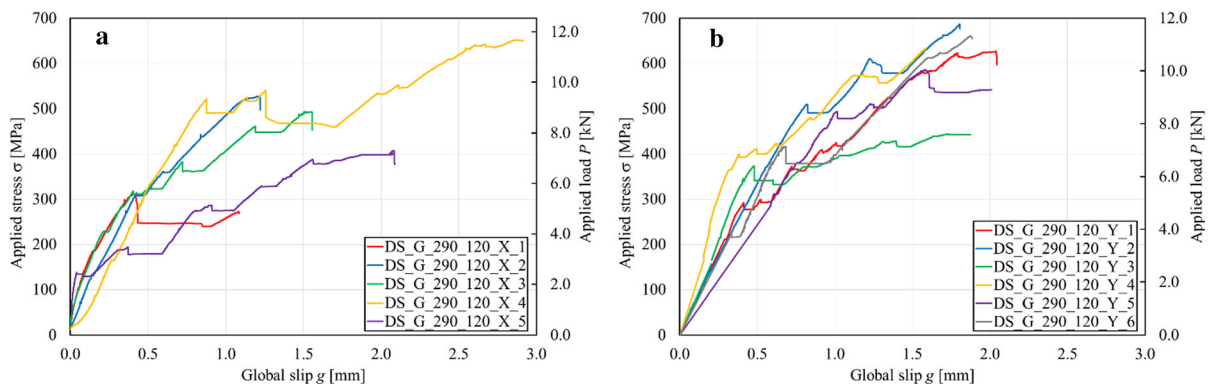 a
700
600
500
400
300
200
100
0
Applied stress σ [MPa]
12.0
10.0
8.0
6.0
4.0
2.0
0.0
Applied load P [kN]
0.0 0.5 1.0 1.5 2.0 2.5 3.0
Global slip g [mm]
DS_G_290_120_X_1
DS_G_290_120_X_2
DS_G_290_120_X_3
DS_G_290_120_X_4
DS_G_290_120_X_5
b
700
600
500
400
300
200
100
0
Applied stress σ [MPa]
12.0
10.0
8.0
6.0
4.0
2.0
0.0
Applied load P [kN]
0.0 0.5 1.0 1.5 2.0 2.5 3.0
Global slip g [mm]
DS_G_290_120_Y_1
DS_G_290_120_Y_2
DS_G_290_120_Y_3
DS_G_290_120_Y_4
DS_G_290_120_Y_5
DS_G_290_120_Y_6